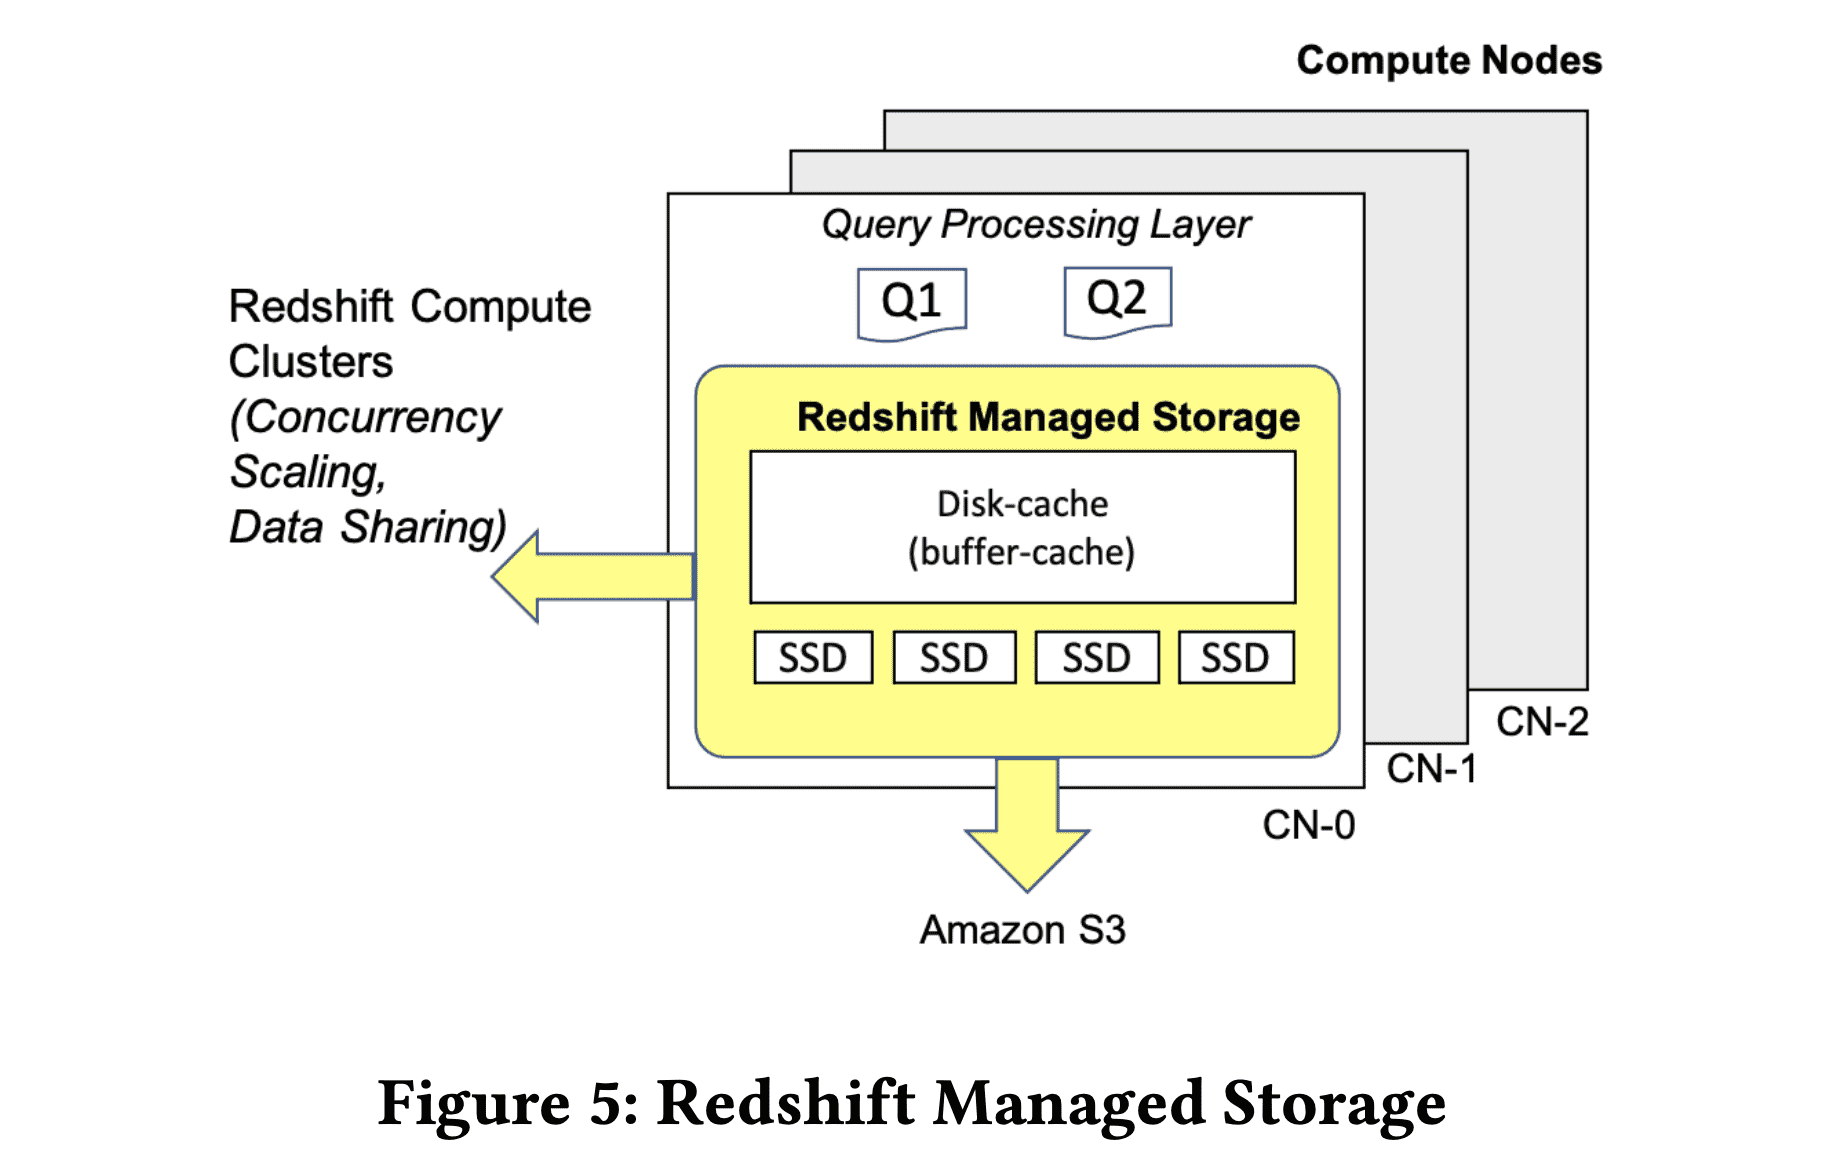 Compute Nodes
Query Processing Layer
Q1
Q2
Redshift Compute
Clusters
(Concurrency
Scaling,
Data Sharing)
Redshift Managed Storage
Disk-cache
(buffer-cache)
SSD
SSD
SSD
SSD
CN-2
CN-1
CN-0
Amazon S3
Figure 5: Redshift Managed Storage